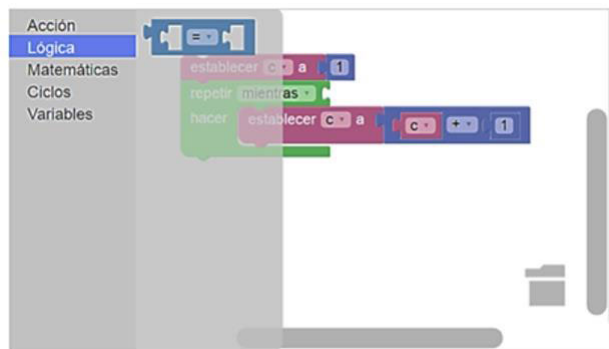 Acción
Lógica
Matemáticas
Ciclos
Variables
=
establecer c a 1
repetir mientras
hacer establecer c a c + 1